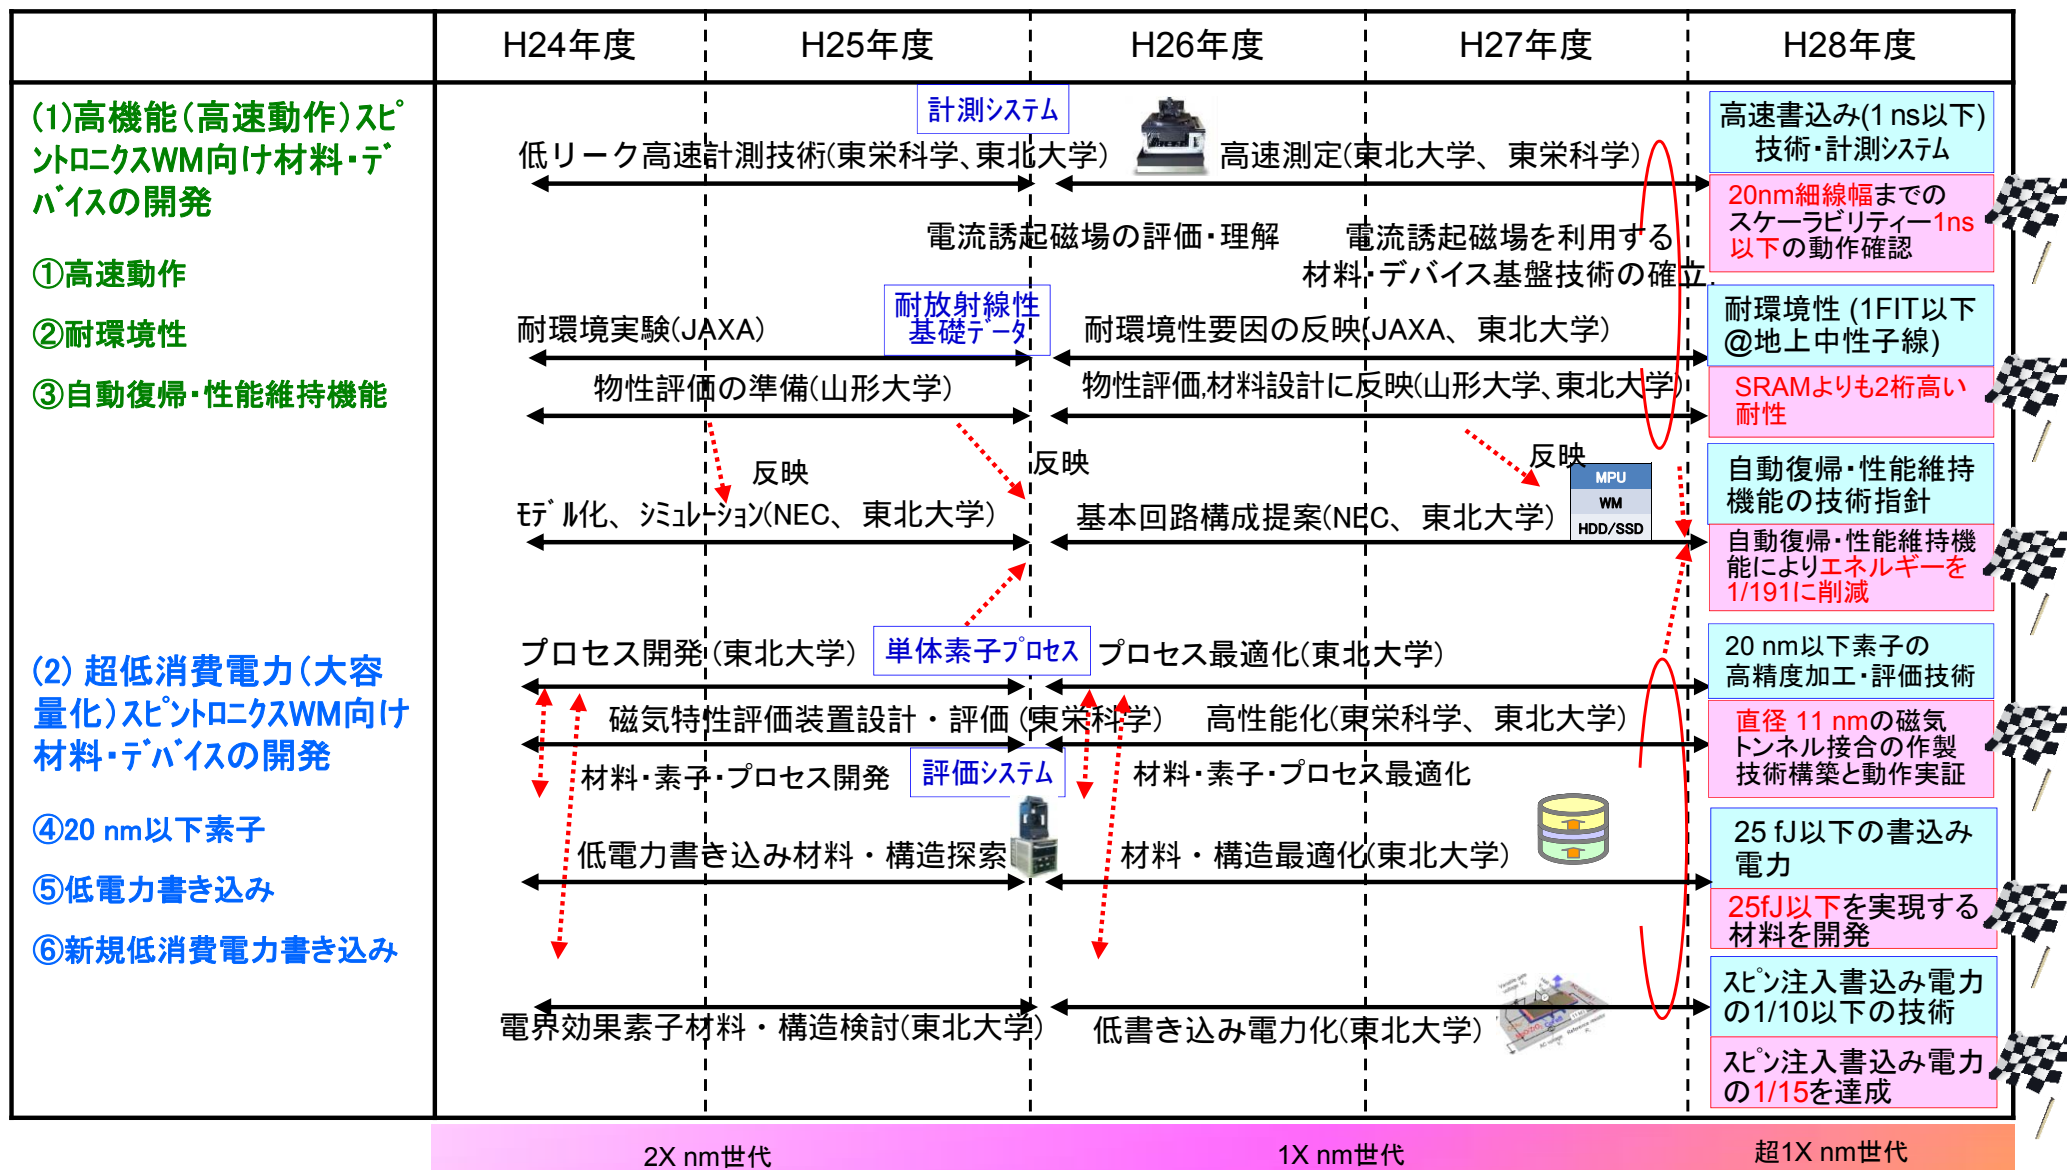 H24年度
H25年度
H26年度
H27年度
H28年度
(1)高機能（高速動作）ｽﾋﾟ
ﾝﾄﾛﾆｸｽWM向け材料・ﾃﾞ
ﾊﾞｲｽの開発
①高速動作
②耐環境性
③自動復帰・性能維持機能
計測ｼｽﾃﾑ
低リーク高速計測技術(東栄科学、東北大学)
高速測定(東北大学、東栄科学)
電流誘起磁場の評価・理解
電流誘起磁場を利用する
材料・デバイス基盤技術の確立
耐放射線性
基礎ﾃﾞｰﾀ
耐環境実験(JAXA)
耐環境性要因の反映(JAXA、東北大学)
物性評価の準備(山形大学)
物性評価,材料設計に反映(山形大学、東北大学)
反映
反映
反映
MPU
WM
HDD/SSD
ﾓﾃﾞﾙ化、ｼﾐｭﾚｰｼｮﾝ(NEC、東北大学)
基本回路構成提案(NEC、東北大学)
高速書込み(1 ns以下)
技術・計測ｼｽﾃﾑ
20nm細線幅までの
スケーラビリティー1ns
以下の動作確認
耐環境性 (1FIT以下
@地上中性子線)
SRAMよりも2桁高い
耐性
自動復帰・性能維持
機能の技術指針
自動復帰・性能維持機
能によりエネルギーを
1/191に削減
(2) 超低消費電力（大容
量化）ｽﾋﾟﾝﾄﾛﾆｸｽWM向け
材料・ﾃﾞﾊﾞｲｽの開発
④20 nm以下素子
⑤低電力書き込み
⑥新規低消費電力書き込み
プロセス開発 (東北大学)
単体素子ﾌﾟﾛｾｽ
プロセス最適化(東北大学)
磁気特性評価装置設計・評価 (東栄科学)
高性能化(東栄科学、東北大学)
材料・素子・プロセス開発
評価ｼｽﾃﾑ
材料・素子・プロセス最適化
低電力書き込み材料・構造探索
材料・構造最適化(東北大学)
電界効果素子材料・構造検討(東北大学)
低書き込み電力化(東北大学)
20 nm以下素子の
高精度加工・評価技術
直径 11 nmの磁気
トンネル接合の作製
技術構築と動作実証
25 fJ以下の書込み
電力
25fJ以下を実現する
材料を開発
ｽﾋﾟﾝ注入書込み電力
の1/10以下の技術
ｽﾋﾟﾝ注入書込み電力
の1/15を達成
2X nm世代
1X nm世代
超1X nm世代